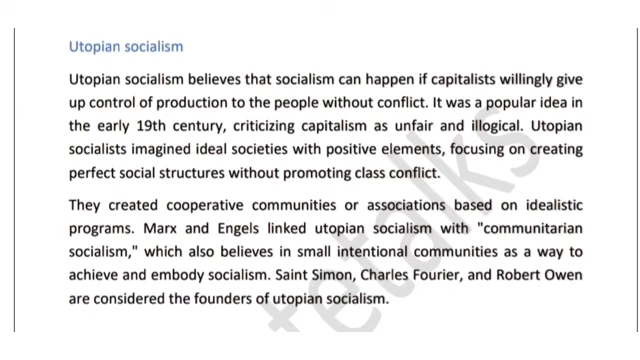 Utopian socialism
Utopian socialism believes that socialism can happen if capitalists willingly give
up control of production to the people without conflict. It was a popular idea in
the early 19th century, criticizing capitalism as unfair and illogical. Utopian
socialists imagined ideal societies with positive elements, focusing on creating
perfect social structures without promoting class conflict.
They created cooperative communities or associations based on idealistic
programs. Marx and Engels linked utopian socialism with "communitarian
socialism," which also believes in small intentional communities as a way to
achieve and embody socialism. Saint Simon, Charles Fourier, and Robert Owen
are considered the founders of utopian socialism.